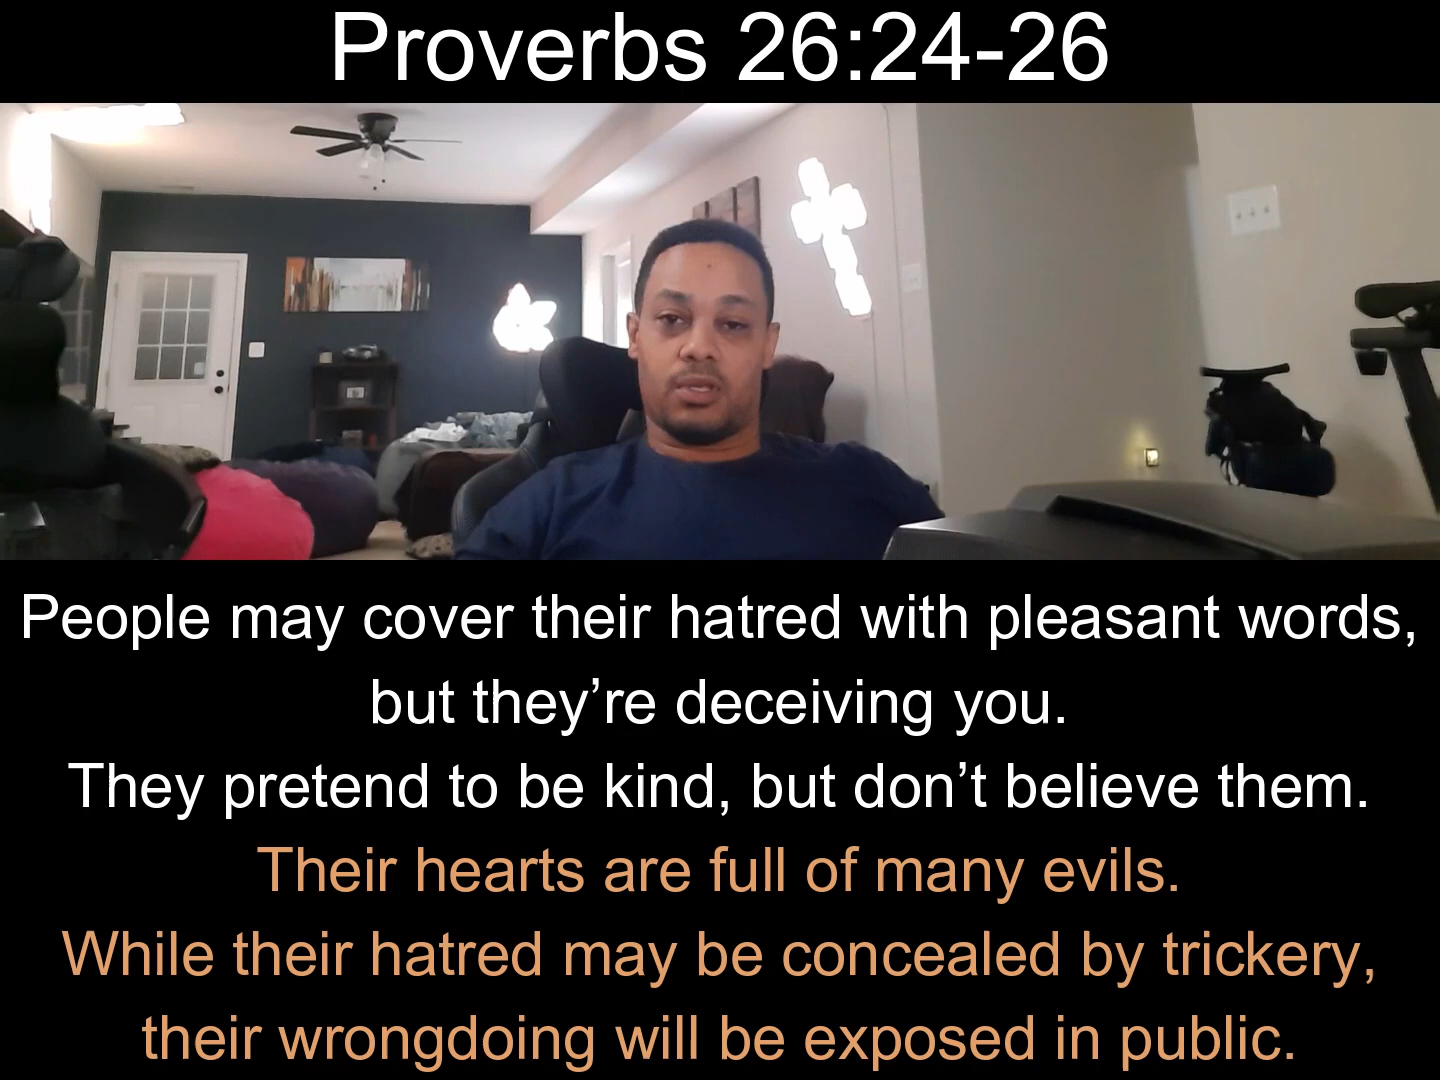 Proverbs 26:24-26
People may cover their hatred with pleasant words,
but they’re deceiving you.
They pretend to be kind, but don’t believe them.
Their hearts are full of many evils.
While their hatred may be concealed by trickery,
their wrongdoing will be exposed in public.